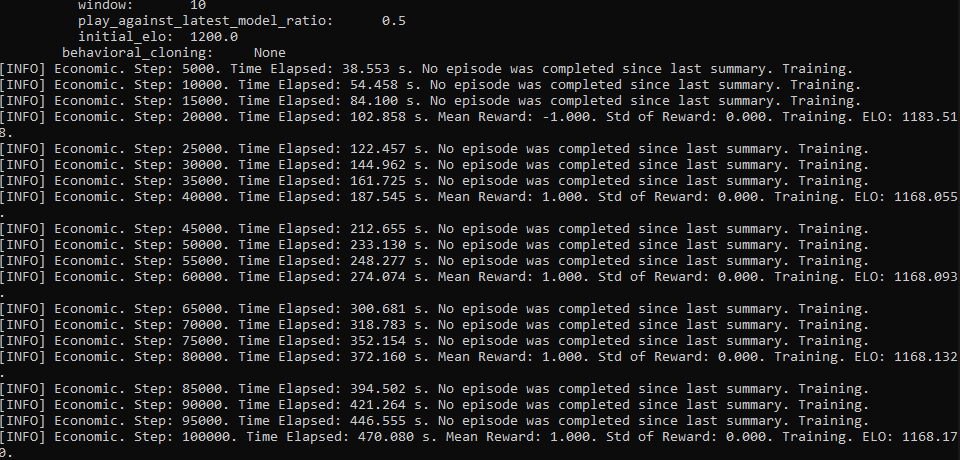 window: 10
play_against_latest_model_ratio: 0.5
initial_elo: 1200.0
behavioral_cloning: None
[INFO] Economic. Step: 5000. Time Elapsed: 38.553 s. No episode was completed since last summary. Training.
[INFO] Economic. Step: 10000. Time Elapsed: 54.458 s. No episode was completed since last summary. Training.
[INFO] Economic. Step: 15000. Time Elapsed: 84.100 s. No episode was completed since last summary. Training.
[INFO] Economic. Step: 20000. Time Elapsed: 102.858 s. Mean Reward: -1.000. Std of Reward: 0.000. Training. ELO: 1183.51
8.
[INFO] Economic. Step: 25000. Time Elapsed: 122.457 s. No episode was completed since last summary. Training.
[INFO] Economic. Step: 30000. Time Elapsed: 144.962 s. No episode was completed since last summary. Training.
[INFO] Economic. Step: 35000. Time Elapsed: 161.725 s. No episode was completed since last summary. Training.
[INFO] Economic. Step: 40000. Time Elapsed: 187.545 s. Mean Reward: 1.000. Std of Reward: 0.000. Training. ELO: 1168.055
.
[INFO] Economic. Step: 45000. Time Elapsed: 212.655 s. No episode was completed since last summary. Training.
[INFO] Economic. Step: 50000. Time Elapsed: 233.130 s. No episode was completed since last summary. Training.
[INFO] Economic. Step: 55000. Time Elapsed: 248.277 s. No episode was completed since last summary. Training.
[INFO] Economic. Step: 60000. Time Elapsed: 274.074 s. Mean Reward: 1.000. Std of Reward: 0.000. Training. ELO: 1168.093
.
[INFO] Economic. Step: 65000. Time Elapsed: 300.681 s. No episode was completed since last summary. Training.
[INFO] Economic. Step: 70000. Time Elapsed: 318.783 s. No episode was completed since last summary. Training.
[INFO] Economic. Step: 75000. Time Elapsed: 352.154 s. No episode was completed since last summary. Training.
[INFO] Economic. Step: 80000. Time Elapsed: 372.160 s. Mean Reward: 1.000. Std of Reward: 0.000. Training. ELO: 1168.132
.
[INFO] Economic. Step: 85000. Time Elapsed: 394.502 s. No episode was completed since last summary. Training.
[INFO] Economic. Step: 90000. Time Elapsed: 421.264 s. No episode was completed since last summary. Training.
[INFO] Economic. Step: 95000. Time Elapsed: 446.555 s. No episode was completed since last summary. Training.
[INFO] Economic. Step: 100000. Time Elapsed: 470.080 s. Mean Reward: 1.000. Std of Reward: 0.000. Training. ELO: 1168.17
0.